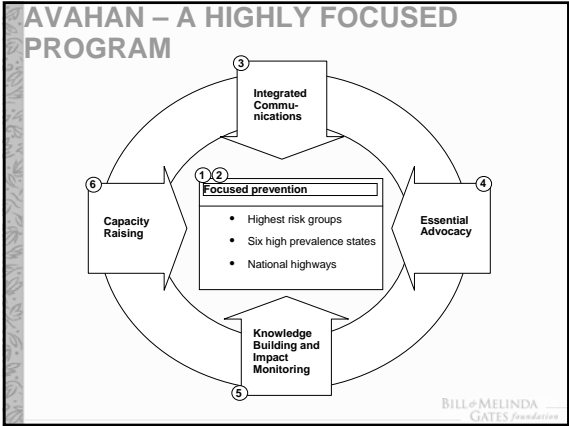 AVAHAN – A HIGHLY FOCUSED
PROGRAM
3
Integrated
Commu-
nications
1 2
Focused prevention
• Highest risk groups
• Six high prevalence states
• National highways
6
Capacity
Raising
4
Essential
Advocacy
Knowledge
Building and
Impact
Monitoring
5
BILL & MELINDA
GATES foundation